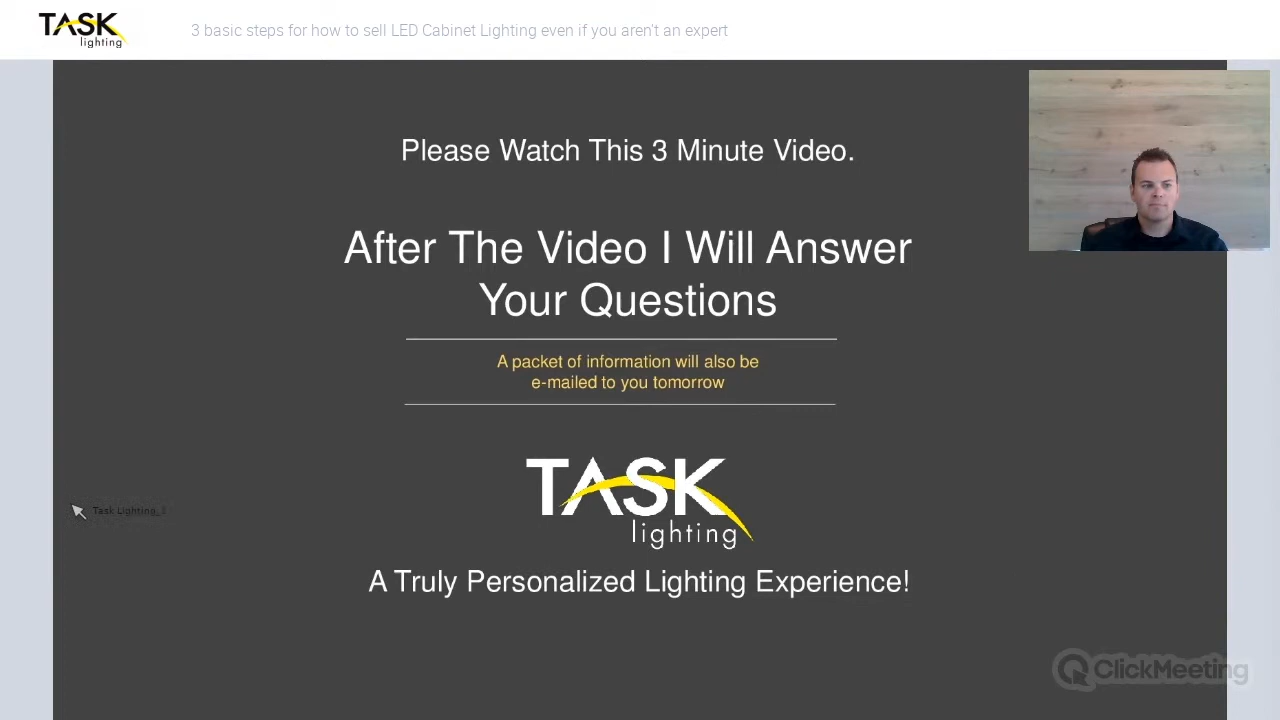 TASK
lighting
3 basic steps for how to sell LED Cabinet Lighting even if you aren't an expert
Please Watch This 3 Minute Video.
After The Video I Will Answer
Your Questions
A packet of information will also be
e-mailed to you tomorrow
TASK
lighting
Task Lighting_
A Truly Personalized Lighting Experience!
ClickMeeting